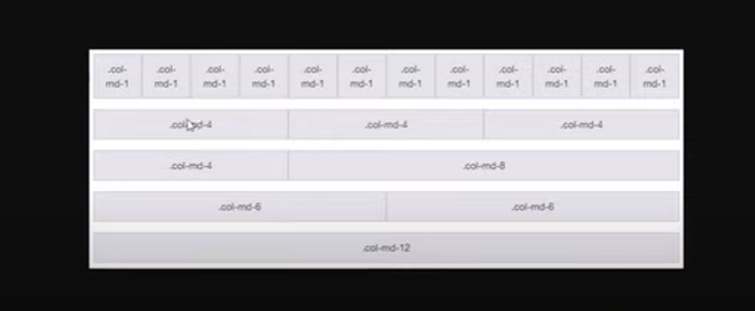 .col- .col- .col- .col- .col- .col- .col- .col- .col- .col- .col- .col-
md-1 md-1 md-1 md-1 md-1 md-1 md-1 md-1 md-1 md-1 md-1 md-1
.col-md-4 .col-md-4 .col-md-4
.col-md-4 .col-md-8
.col-md-6 .col-md-6
.col-md-12